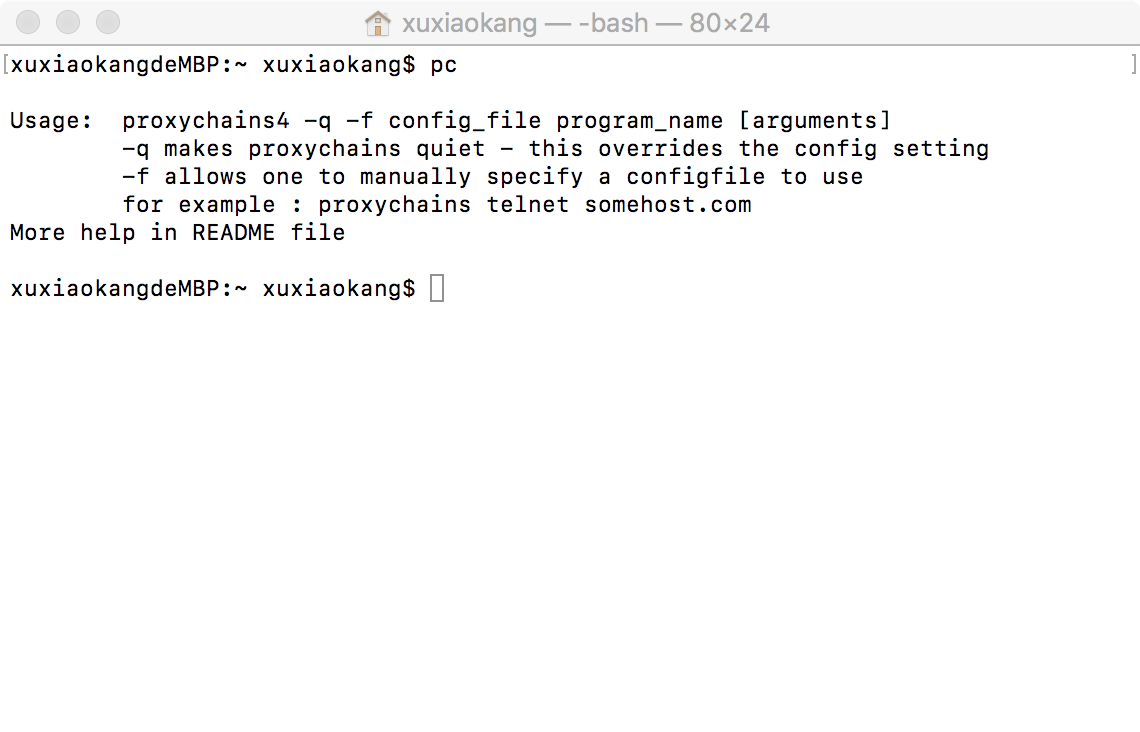 xuxiaokang — -bash — 80×24
[xuxiaokangdeMBP:~ xuxiaokang$ pc ]
Usage:  proxychains4 -q -f config_file program_name [arguments]
        -q makes proxychains quiet - this overrides the config setting
        -f allows one to manually specify a configfile to use
        for example : proxychains telnet somehost.com
More help in README file
xuxiaokangdeMBP:~ xuxiaokang$